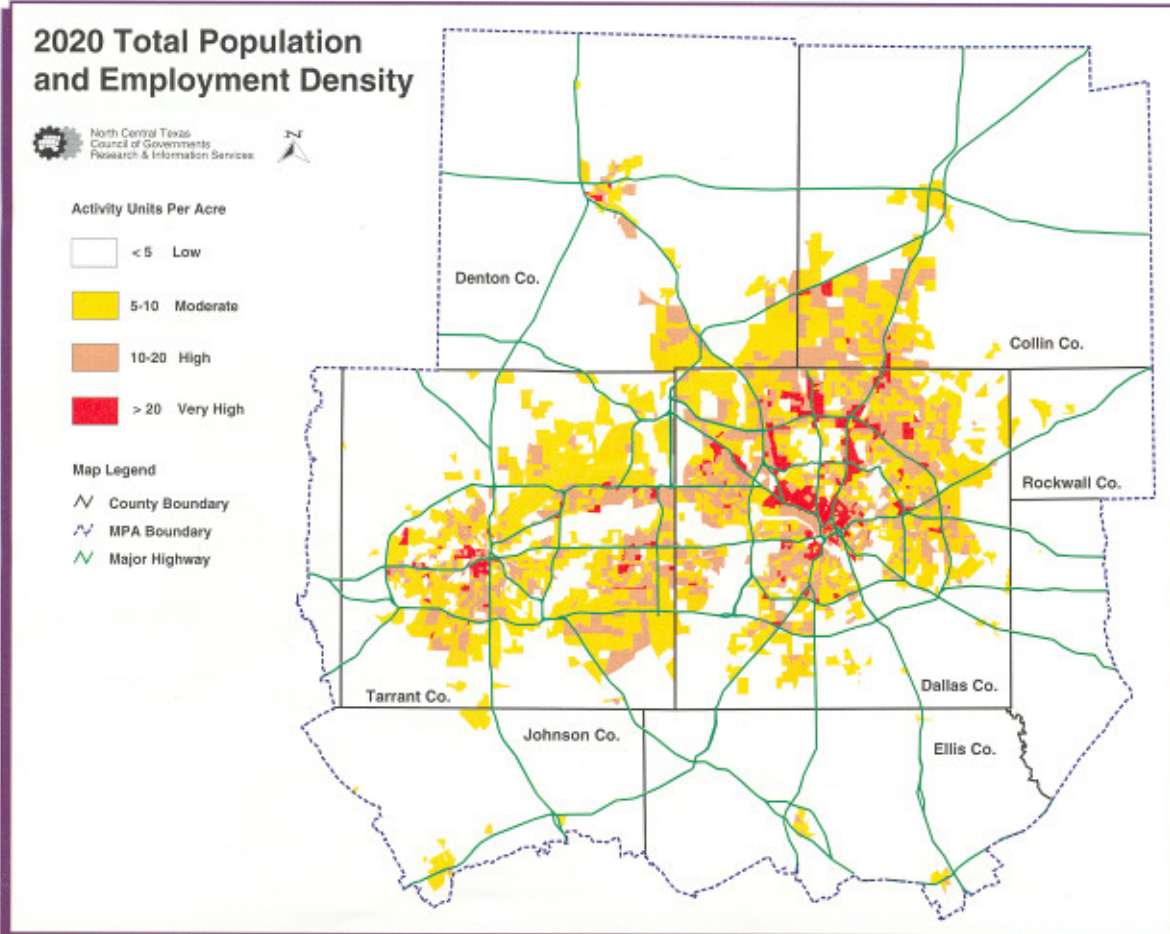 2020 Total Population
and Employment Density
North Central Texas
Council of Governments
Research & Information Services
N
Activity Units Per Acre
< 5 Low
5-10 Moderate
10-20 High
> 20 Very High
Map Legend
County Boundary
MPA Boundary
Major Highway
Denton Co.
Collin Co.
Rockwall Co.
Tarrant Co.
Dallas Co.
Johnson Co.
Ellis Co.